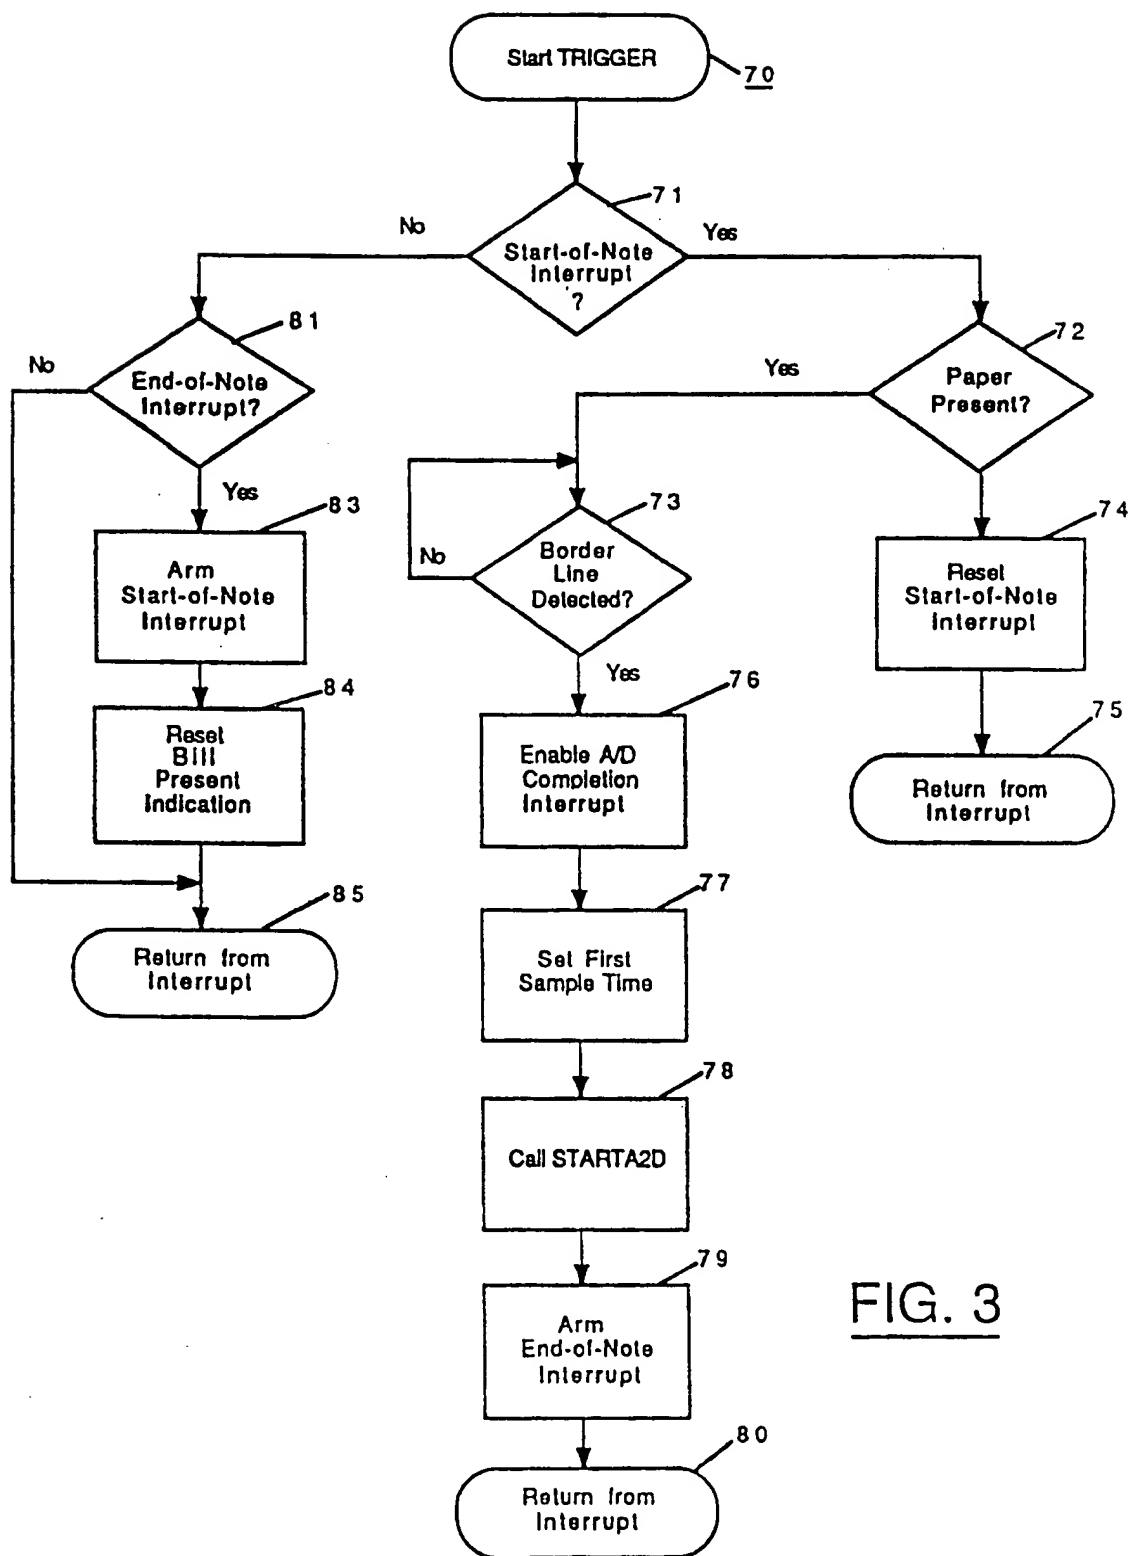 Start TRIGGER
70
71
No
Yes
Start-of-Note
Interrupt
?
81
72
No
Yes
End-of-Note
Interrupt?
Paper
Present?
Yes
83
73
74
Arm
Start-of-Note
Interrupt
No
Border
Line
Detected?
Reset
Start-of-Note
Interrupt
84
Yes
76
75
Reset
Bill
Present
Indication
Enable A/D
Completion
Interrupt
Return from
Interrupt
85
77
Return from
Interrupt
Set First
Sample Time
78
Call STARTA2D
79
Arm
End-of-Note
Interrupt
FIG. 3
80
Return from
Interrupt